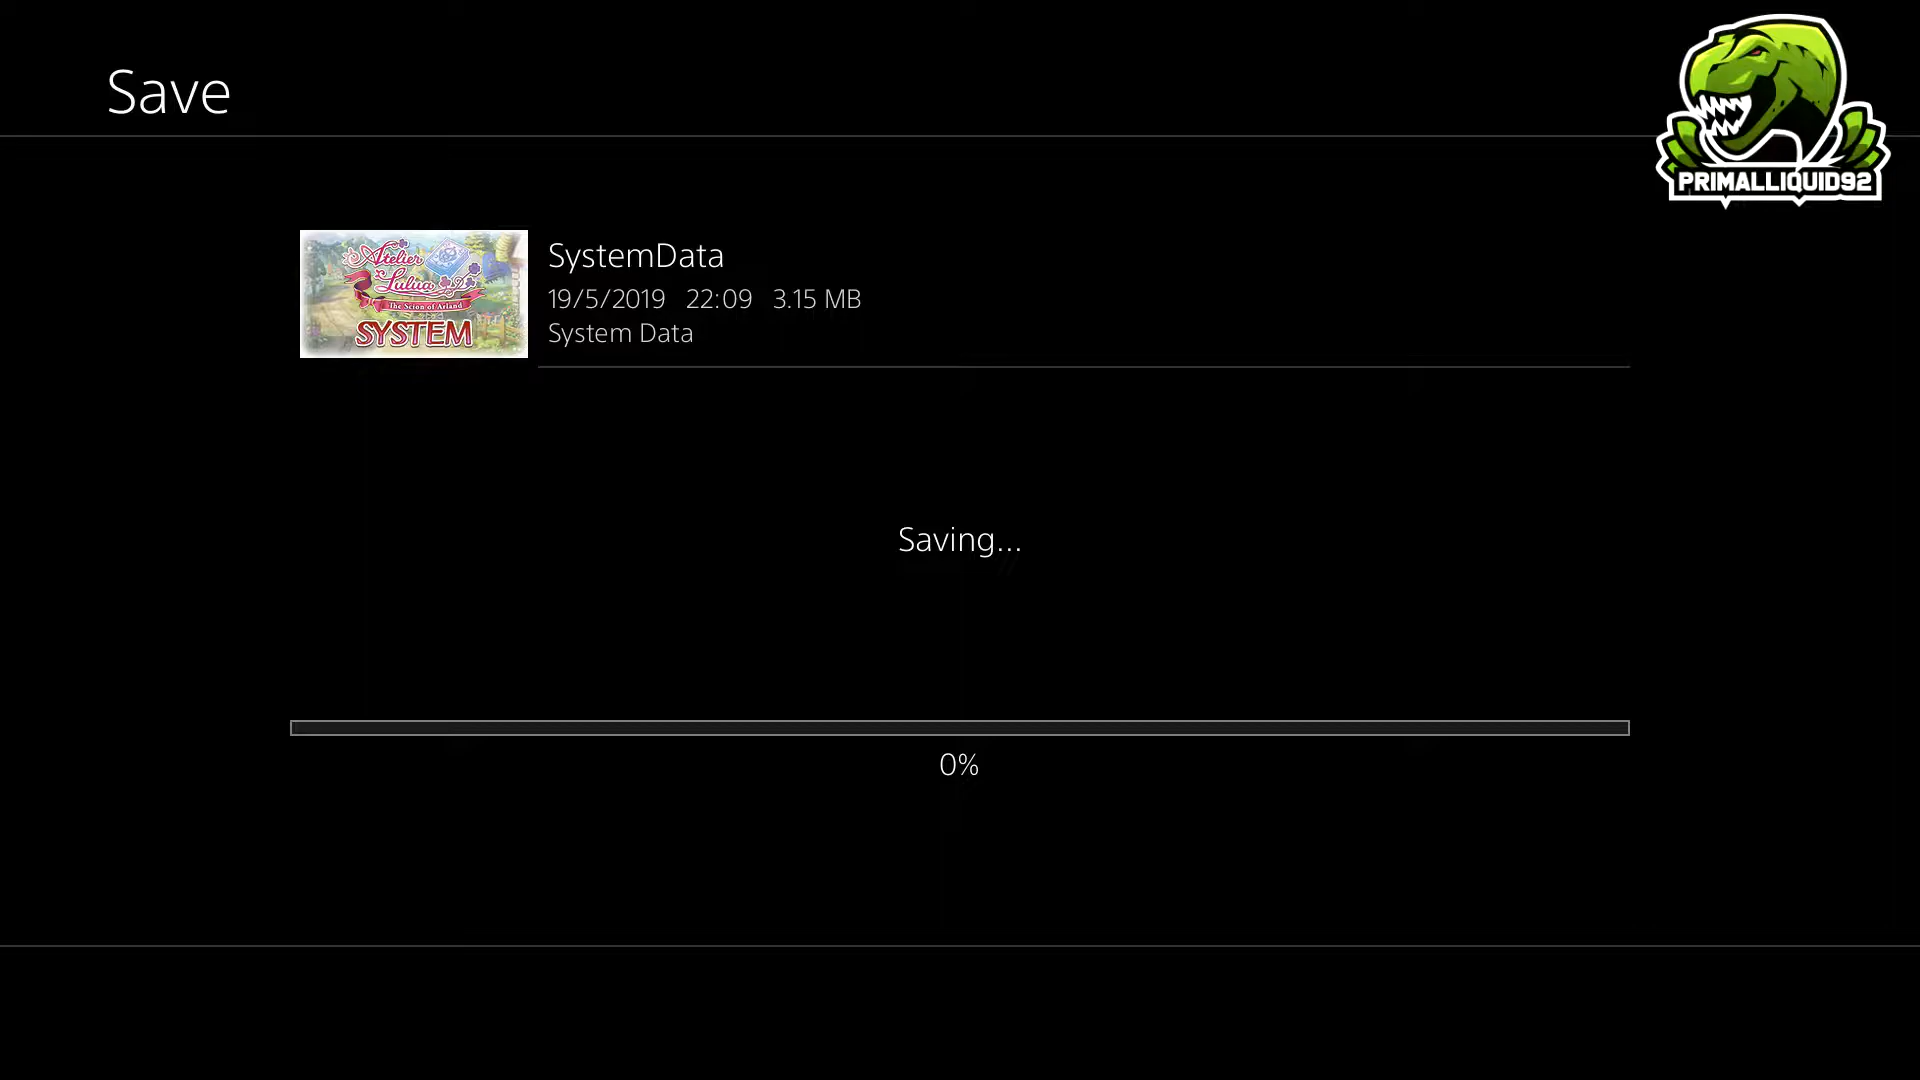 Save
PRIMALLIQUID92
Atelier
Lulua
The Scion of Arland
SYSTEM
SystemData
19/5/2019 22:09 3.15 MB
System Data
Saving...
0%